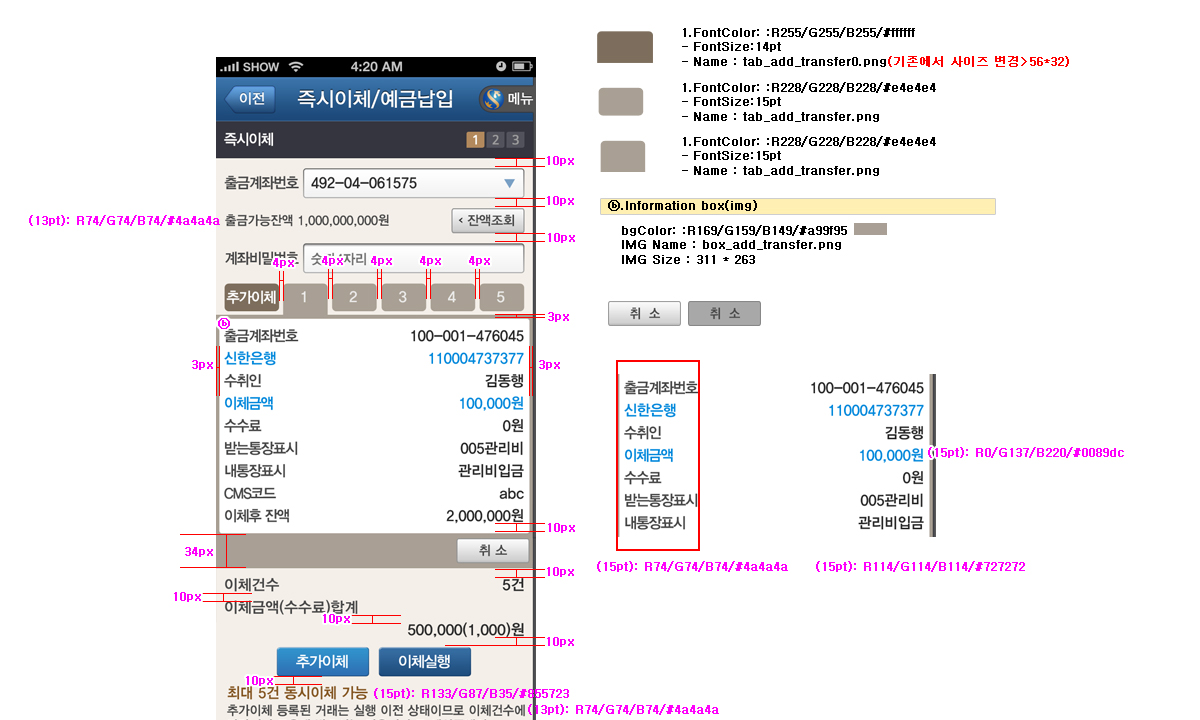 SHOW 4:20 AM
이전 즉시이체/예금납입 메뉴
즉시이체 1 2 3
10px
출금계좌번호 492-04-061575
10px
(13pt): R74/G74/B74/#4a4a4a
출금가능잔액 1,000,000,000원 < 잔액조회
10px
계좌비밀번호
4px 4px 4px 4px 4px
추가이체 1 2 3 4 5
3px
ⓑ
출금계좌번호 100-001-476045
3px 신한은행 110004737377 3px
수취인 김동행
이체금액 100,000원
수수료 0원
받는통장표시 005관리비
내통장표시 관리비입금
CMS코드 abc
이체후 잔액 2,000,000원
10px
34px 취 소
10px
이체건수 5건
10px
이체금액(수수료)합계
10px
500,000(1,000)원
10px
추가이체 이체실행
10px
최대 5건 동시이체 가능 (15pt): R133/G87/B35/#855723
추가이체 등록된 거래는 실행 이전 상태이므로 이체건수에 (13pt): R74/G74/B74/#4a4a4a
1.FontColor: :R255/G255/B255/#ffffff
- FontSize:14pt
- Name : tab_add_transfer0.png(기존에서 사이즈 변경>56*32)
1.FontColor: :R228/G228/B228/#e4e4e4
- FontSize:15pt
- Name : tab_add_transfer.png
1.FontColor: :R228/G228/B228/#e4e4e4
- FontSize:15pt
- Name : tab_add_transfer.png
ⓑ.Information box(img)
bgColor: :R169/G159/B149/#a99f95
IMG Name : box_add_transfer.png
IMG Size : 311 * 263
취 소 취 소
출금계좌번호 100-001-476045
신한은행 110004737377
수취인 김동행
이체금액 100,000원 (15pt): R0/G137/B220/#0089dc
수수료 0원
받는통장표시 005관리비
내통장표시 관리비입금
(15pt): R74/G74/B74/#4a4a4a (15pt): R114/G114/B114/#727272